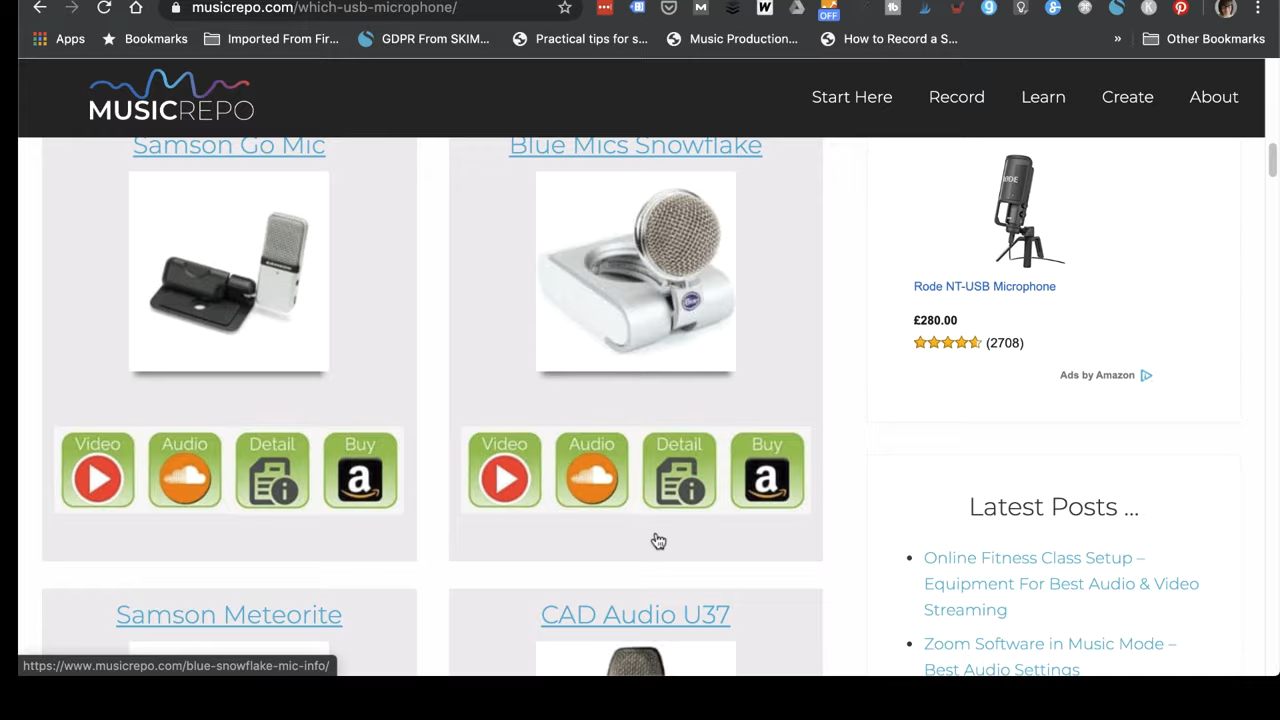 musicrepo.com/which-usb-microphone/
OFF
Apps
Bookmarks
Imported From Fir...
GDPR From SKIM...
Practical tips for s...
Music Production...
How to Record a S...
»
Other Bookmarks
MUSICREPO
Start Here
Record
Learn
Create
About
Samson Go Mic
Blue Mics Snowflake
RODE
Rode NT-USB Microphone
£280.00
(2708)
Ads by Amazon
Video
Audio
Detail
Buy
Video
Audio
Detail
Buy
Latest Posts ...
Online Fitness Class Setup –
Equipment For Best Audio & Video
Streaming
Zoom Software in Music Mode –
Best Audio Settings
Samson Meteorite
CAD Audio U37
https://www.musicrepo.com/blue-snowflake-mic-info/